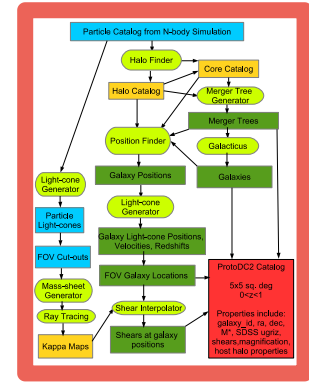 Particle Catalog from N-body Simulation
Halo Finder
Core Catalog
Halo Catalog
Merger Tree
Generator
Merger Trees
Position Finder
Galacticus
Galaxy Positions
Galaxies
Light-cone
Generator
Light-cone
Generator
Particle
Light-cones
Galaxy Light-cone Positions,
Velocities, Redshifts
FOV Cut-outs
FOV Galaxy Locations
Mass-sheet
Generator
Shear Interpolator
Ray Tracing
Kappa Maps
Shears at galaxy
positions
ProtoDC2 Catalog
5x5 sq. deg
0<z<1
Properties include:
galaxy_id, ra, dec,
M*, SDSS ugriz,
shears,magnification,
host halo properties